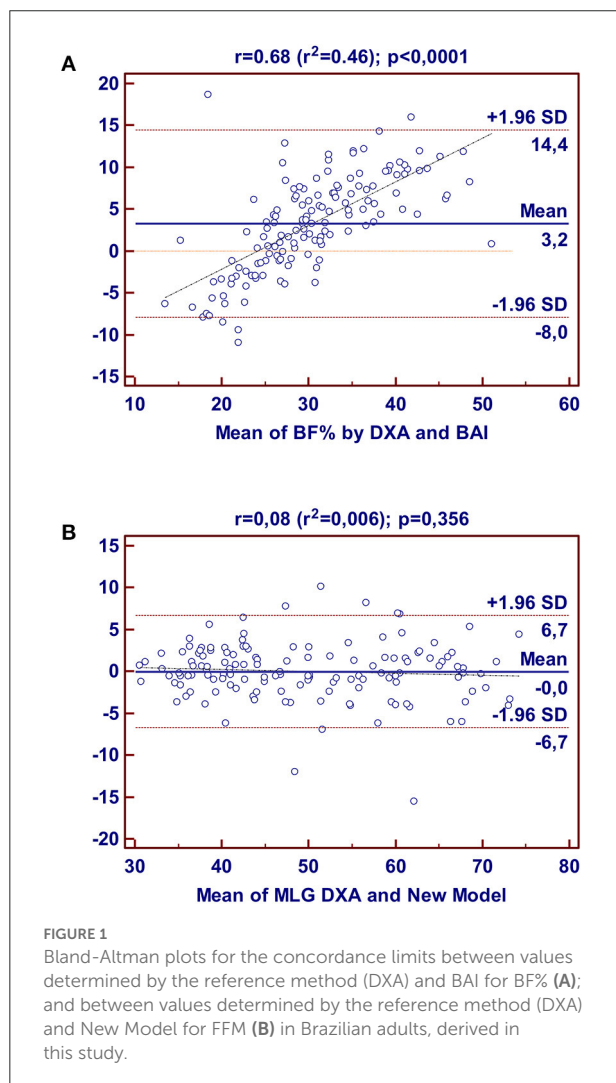 A
r=0.68 (r²=0.46); p<0,0001
20
15
10
5
0
-5
-10
-15
+1.96 SD
14,4
Mean
3,2
-1.96 SD
-8,0
10 20 30 40 50 60
Mean of BF% by DXA and BAI
B
r=0,08 (r²=0,006); p=0,356
20
15
10
5
0
-5
-10
-15
-20
+1.96 SD
6,7
Mean
-0,0
-1.96 SD
-6,7
30 40 50 60 70 80
Mean of MLG DXA and New Model
FIGURE 1
Bland-Altman plots for the concordance limits between values
determined by the reference method (DXA) and BAI for BF% (A);
and between values determined by the reference method (DXA)
and New Model for FFM (B) in Brazilian adults, derived in
this study.